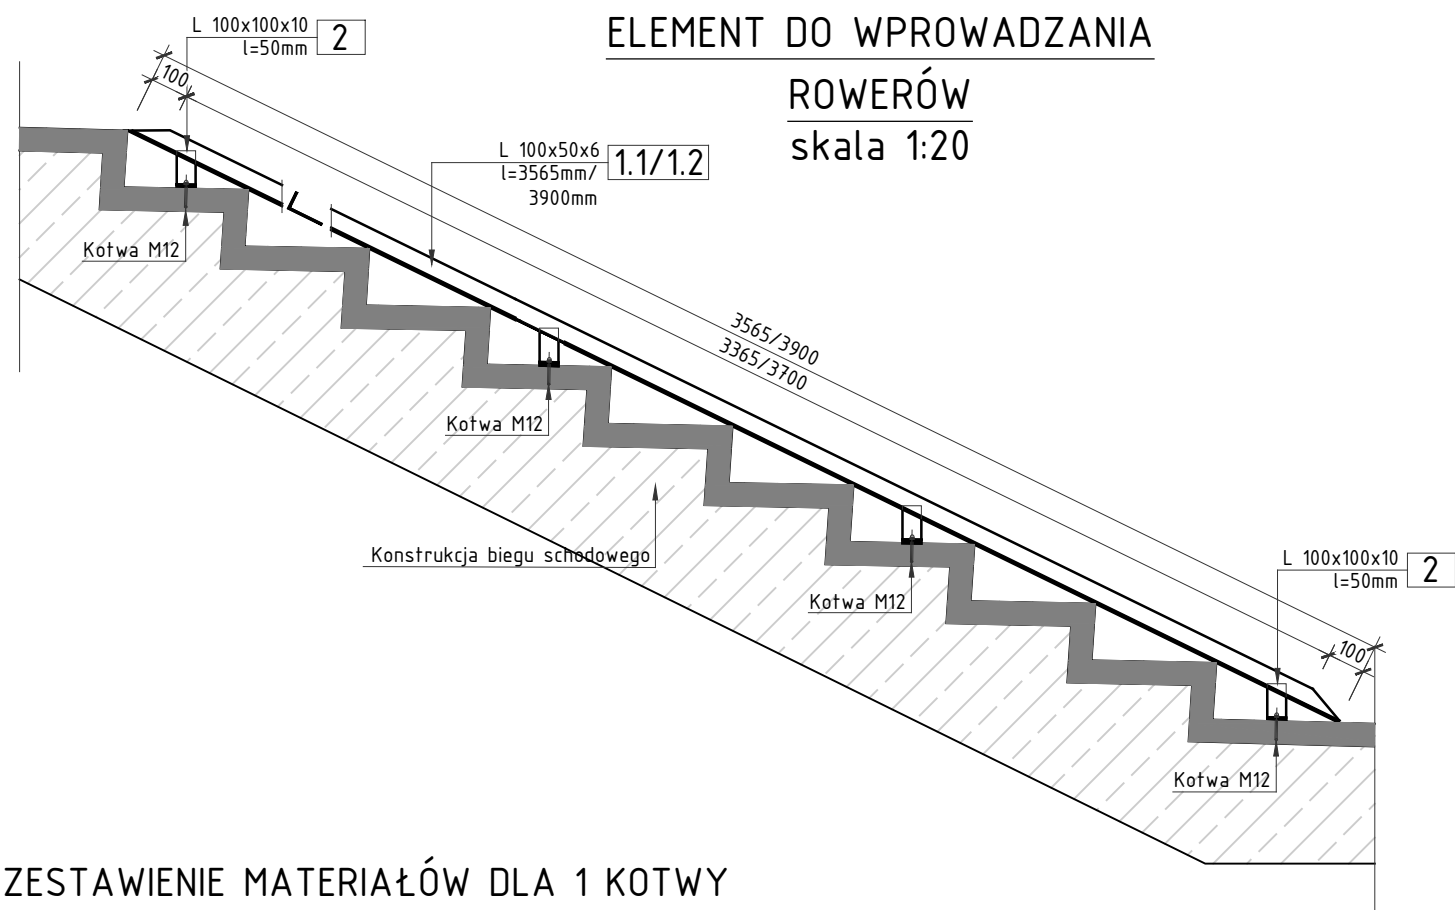 ELEMENT DO WPROWADZANIA
ROWERÓW
skala 1:20
L 100x100x10
l=50mm
2
100
L 100x50x6
l=3565mm/
3900mm
1.1/1.2
Kotwa M12
3565/3900
3365/3700
Kotwa M12
Konstrukcja biegu schodowego
Kotwa M12
L 100x100x10
l=50mm
2
100
Kotwa M12
ZESTAWIENIE MATERIAŁÓW DLA 1 KOTWY